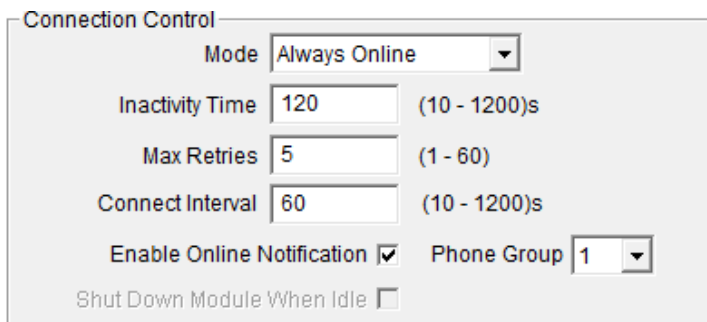 Connection Control
Mode Always Online
Inactivity Time 120 (10 - 1200)s
Max Retries 5 (1 - 60)
Connect Interval 60 (10 - 1200)s
Enable Online Notification Phone Group 1
Shut Down Module When Idle